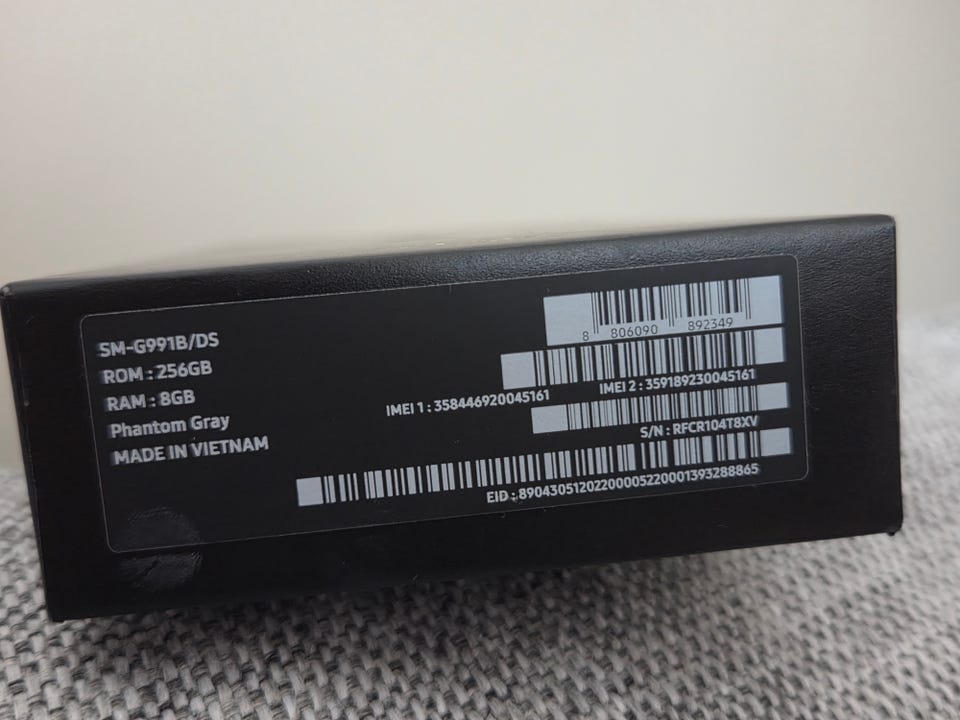 SM-G991B/DS
ROM : 256GB
RAM : 8GB
Phantom Gray
MADE IN VIETNAM
8 806090 892349
IMEI 1 : 358446920045161
IMEI 2 : 359189230045161
S/N : RFCR104T8XV
EID : 89043051202200005220001393288865